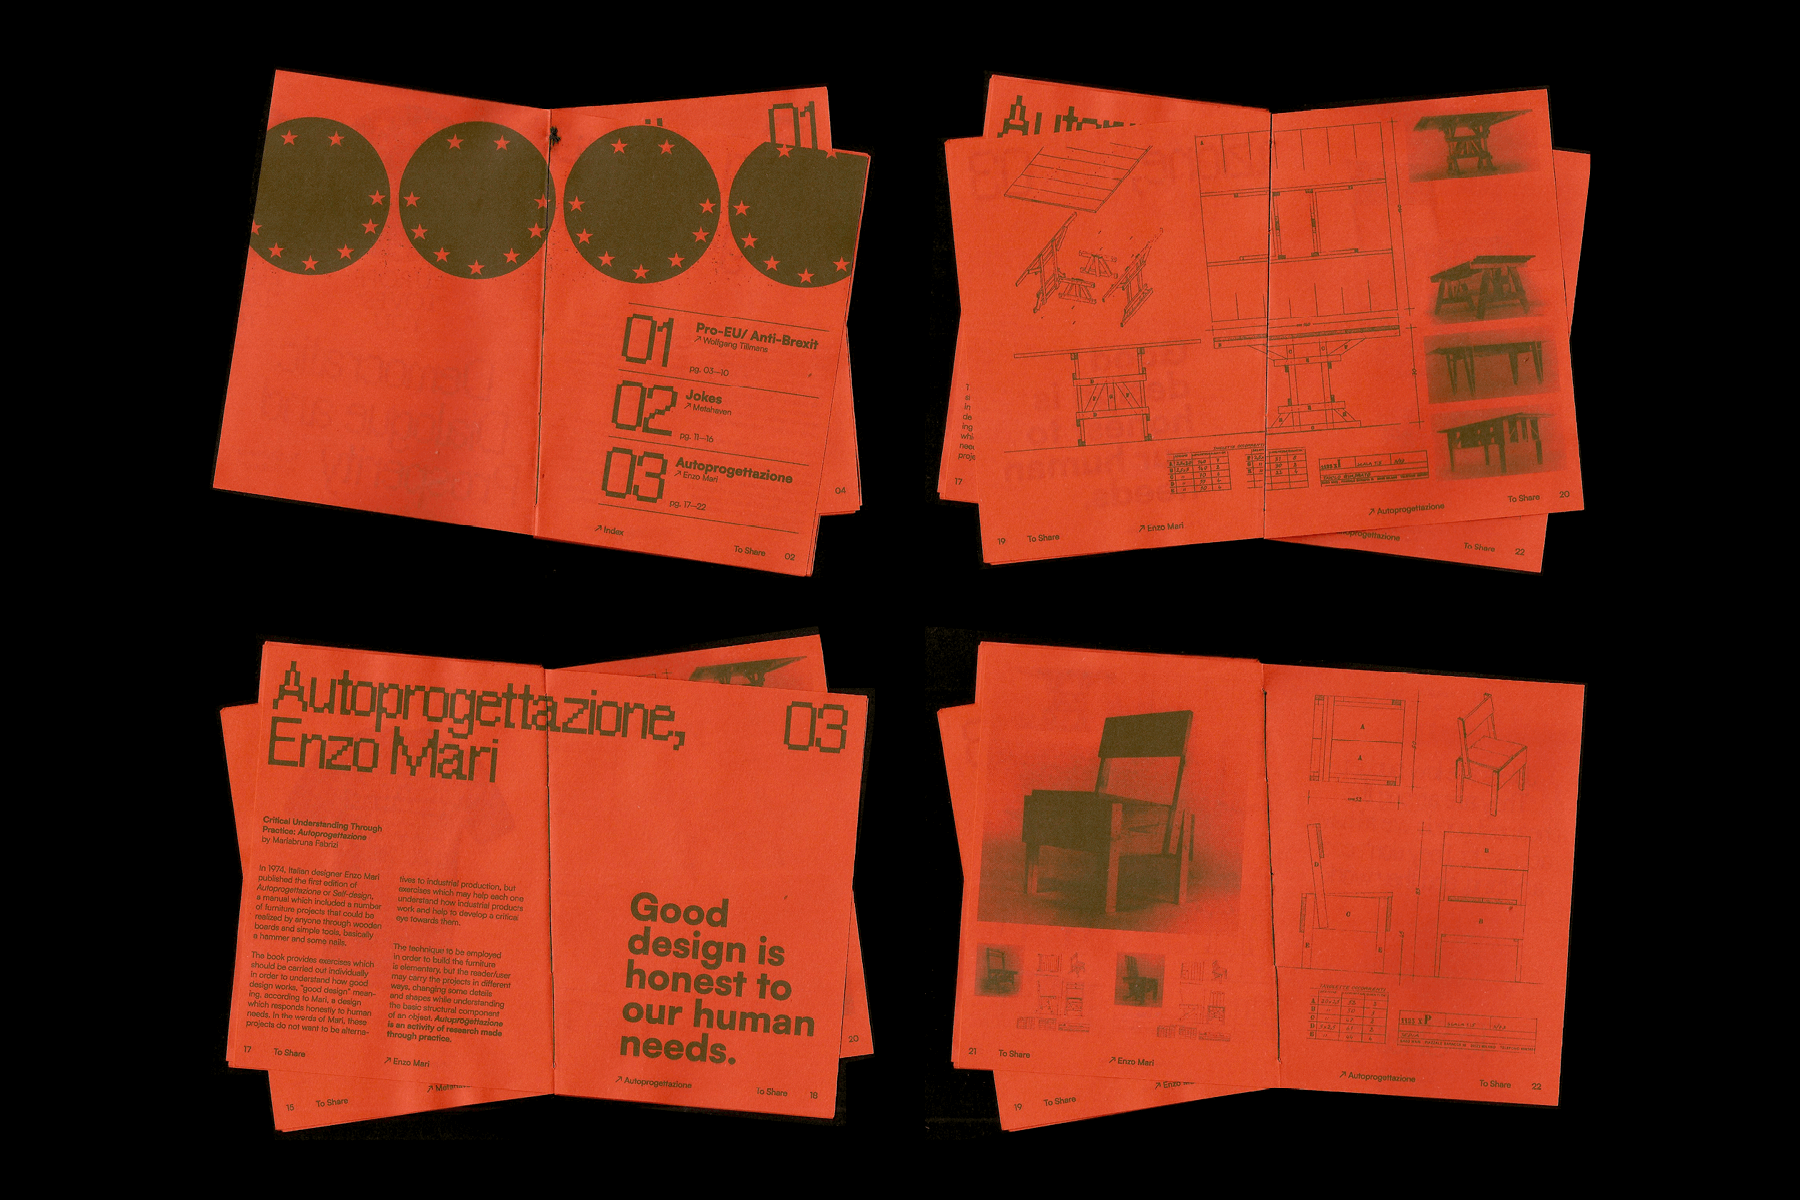 01
01
Pro-EU/ Anti-Brexit
↗ Wolfgang Tillmans
pg. 03—10
02
Jokes
↗ Metahaven
pg. 11—16
03
Autoprogettazione
↗ Enzo Mari
pg. 17—22
↗ Index
To Share
02
04
17
19
To Share
↗ Enzo Mari
↗ Autoprogettazione
To Share
20
To Share
22
Autoprogettazione,
Enzo Mari
03
Critical Understanding Through
Practice: Autoprogettazione
by Mariabruna Fabrizi
In 1974, Italian designer Enzo Mari
published the first edition of
Autoprogettazione or Self-design,
a manual which included a number
of furniture projects that could be
realized by anyone through wooden
boards and simple tools, basically
a hammer and some nails.
The book provides exercises which
should be carried out individually
in order to understand how good
design works, "good design" mean-
ing, according to Mari, a design
which responds honestly to human
needs. In the words of Mari, these
projects do not want to be alterna-
tives to industrial production, but
exercises which may help each one
understand how industrial products
work and help to develop a critical
eye towards them.
The technique to be employed
in order to build the furniture
is elementary, but the reader/user
may carry the projects in different
ways, changing some details
and shapes while understanding
the basic structural component
of an object. Autoprogettazione
is an activity of research made
through practice.
Good
design is
honest to
our human
needs.
17
To Share
↗ Enzo Mari
↗ Autoprogettazione
To Share
18
20
15
To Share
21
To Share
↗ Enzo Mari
↗ Autoprogettazione
To Share
22
19
To Share